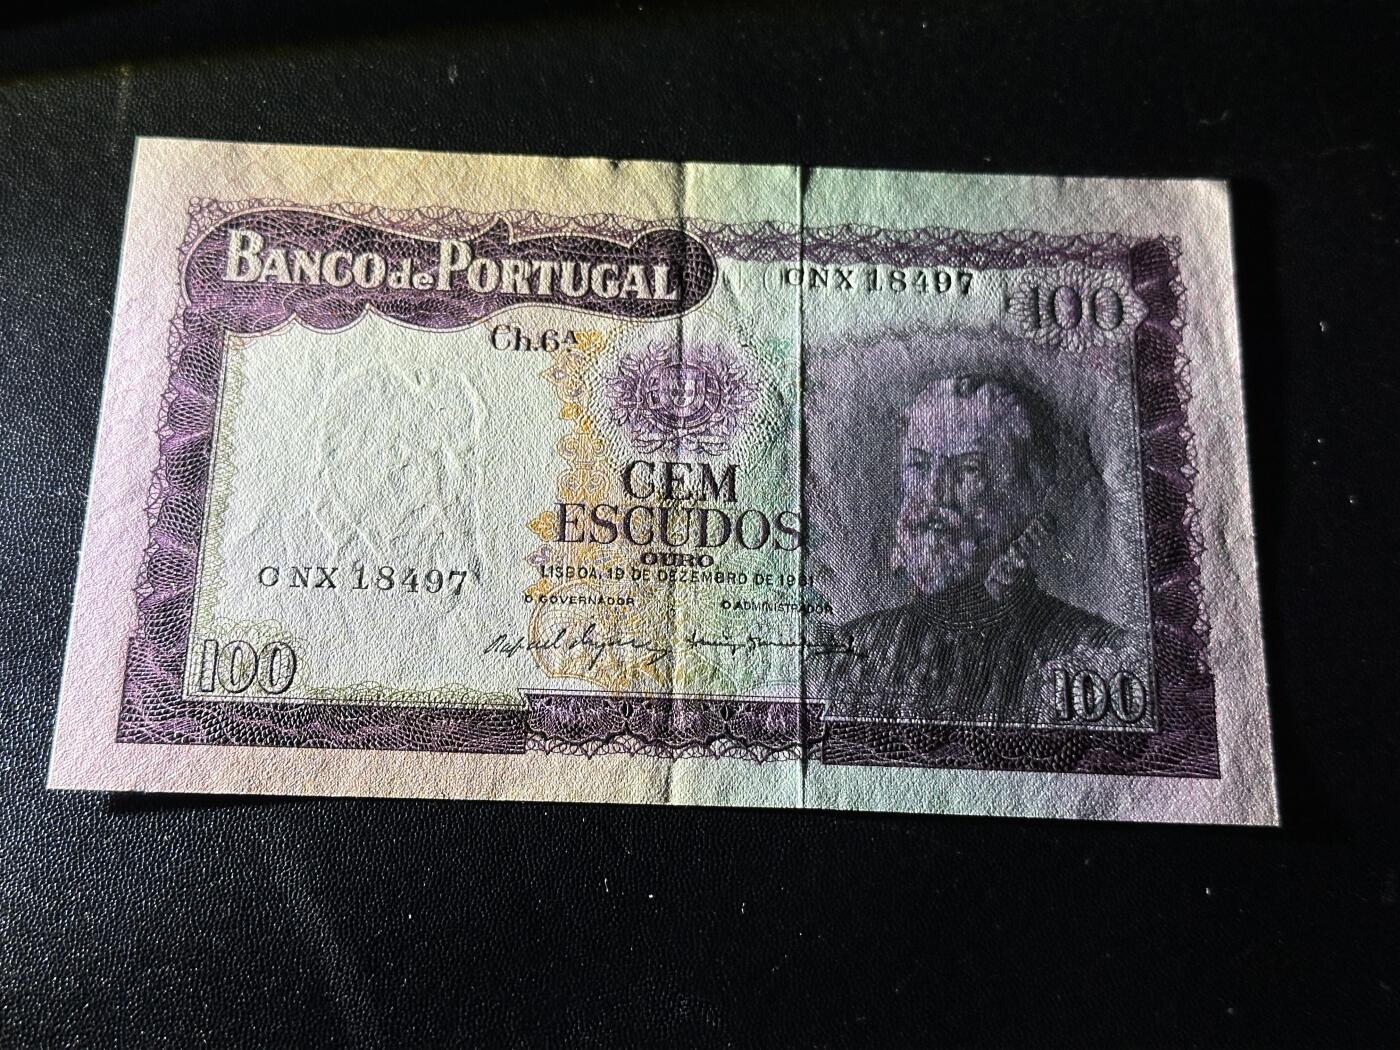 BANCO de PORTUGAL
CNX 18497
100
Ch.6A
CEM
ESCUDOS
OURO
LISBOA, 19 DE DEZEMBRO DE 1961
CNX 18497
O GOVERNADOR
O ADMINISTRADOR
100
100